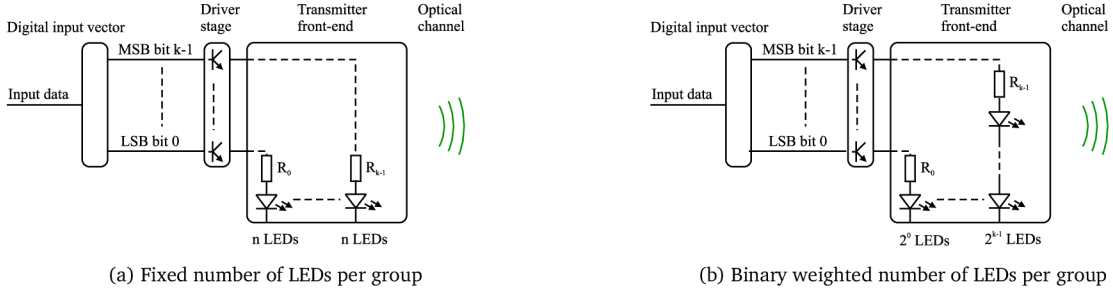 Digital input vector
Driver
stage
Transmitter
front-end
Optical
channel
MSB bit k-1
Input data
LSB bit 0
R₀
Rₖ₋₁
n LEDs
n LEDs
(a) Fixed number of LEDs per group
Digital input vector
Driver
stage
Transmitter
front-end
Optical
channel
MSB bit k-1
Rₖ₋₁
Input data
LSB bit 0
R₀
2⁰ LEDs
2ᵏ⁻¹ LEDs
(b) Binary weighted number of LEDs per group